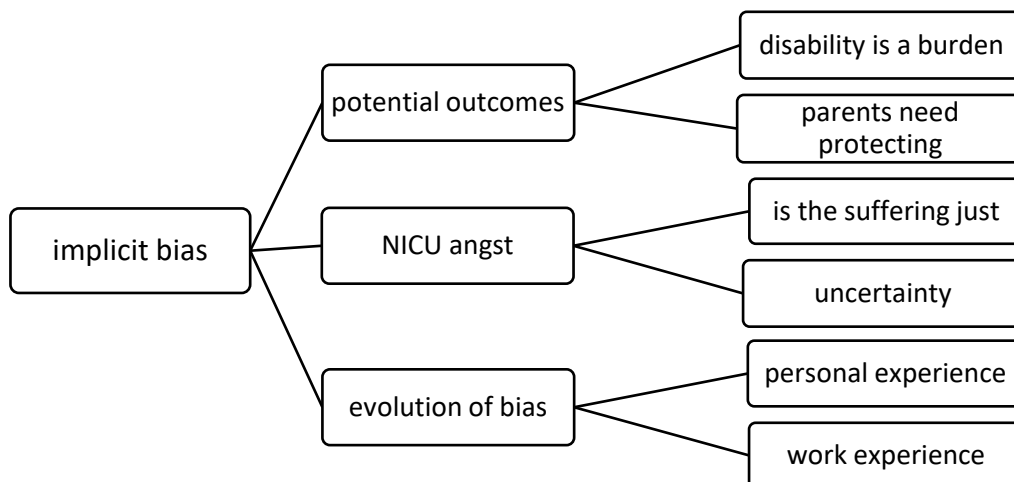 disability is a burden
potential outcomes
parents need
protecting
is the suffering just
implicit bias
NICU angst
uncertainty
personal experience
evolution of bias
work experience